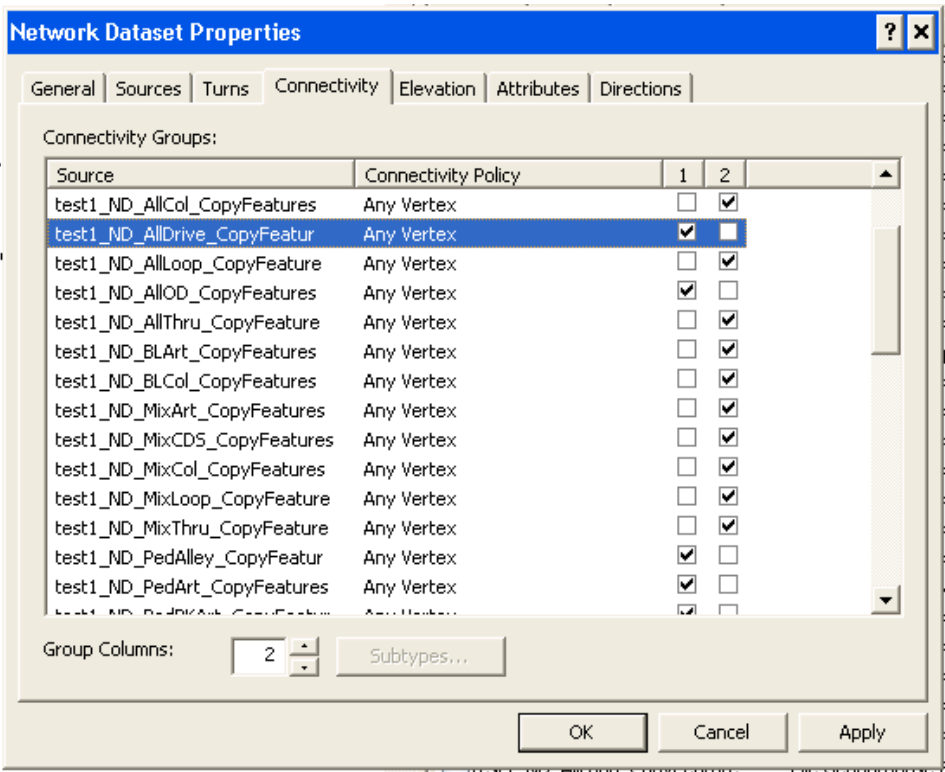 Network Dataset Properties
General Sources Turns Connectivity Elevation Attributes Directions
Connectivity Groups:
Source Connectivity Policy 1 2
test1_ND_AllCol_CopyFeatures Any Vertex
test1_ND_AllDrive_CopyFeatur Any Vertex
test1_ND_AllLoop_CopyFeature Any Vertex
test1_ND_AllOD_CopyFeatures Any Vertex
test1_ND_AllThru_CopyFeature Any Vertex
test1_ND_BLArt_CopyFeatures Any Vertex
test1_ND_BLCol_CopyFeatures Any Vertex
test1_ND_MixArt_CopyFeatures Any Vertex
test1_ND_MixCDS_CopyFeatures Any Vertex
test1_ND_MixCol_CopyFeatures Any Vertex
test1_ND_MixLoop_CopyFeature Any Vertex
test1_ND_MixThru_CopyFeature Any Vertex
test1_ND_PedAlley_CopyFeatur Any Vertex
test1_ND_PedArt_CopyFeatures Any Vertex
Any Vertex
Group Columns: 2 Subtypes...
OK Cancel Apply